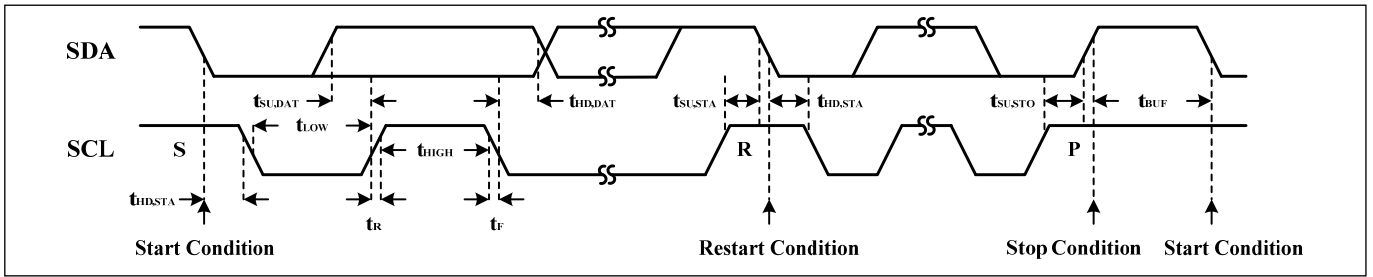 SDA
tSU,DAT tHD,DAT tSU,STA tHD,STA tSU,STO tBUF
tLOW
SCL S tHIGH R P
tHD,STA
tR tF
Start Condition Restart Condition Stop Condition Start Condition